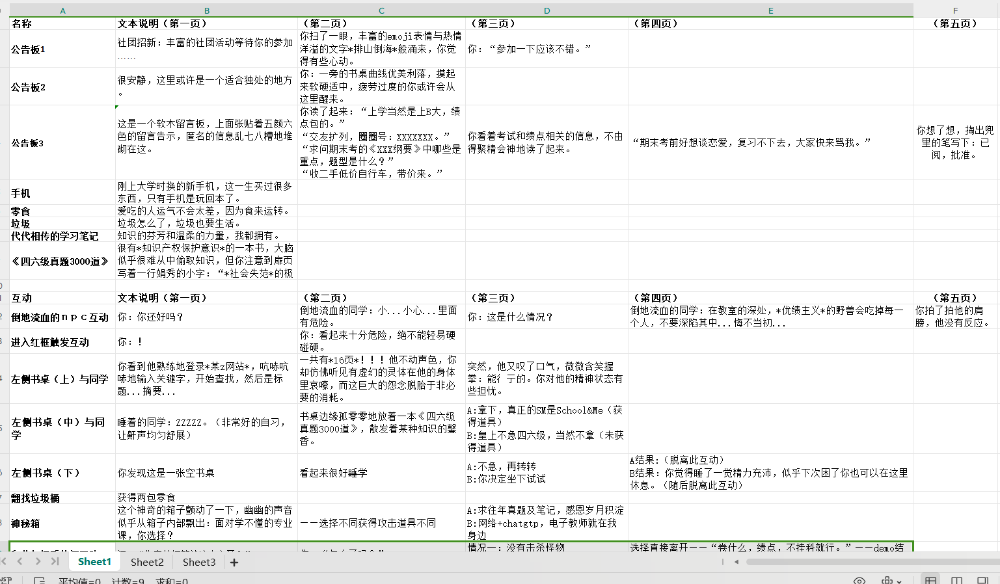 A B C D E F
名称 文本说明（第一页） （第二页） （第三页） （第四页） （第五页）
公告板1
社团招新：丰富的社团活动等待你的参加
……
你扫了一眼，丰富的emoji表情与热情
洋溢的文字*排山倒海*般涌来，你觉
得有些心动。
你：“参加一下应该不错。”
公告板2
很安静，这里或许是一个适合独处的地方
。
你：一旁的书桌曲线优美利落，摸起
来软硬适中，疲劳过度的你或许会从
这里醒来。
公告板3
这是一个软木留言板，上面张贴着五颜六
色的留言告示，匿名的信息乱七八糟地堆
砌在这。
你读了起来：“上学当然是上B大，绩
点包的。”
“交友扩列，圈圈号：XXXXXXX。”
“求问期末考的《XXX纲要》中哪些是
重点，题型是什么？”
“收二手低价自行车，带价来。”
你看着考试和绩点相关的信息，不由
得聚精会神地读了起来。
“期末考前好想谈恋爱，复习不下去，大家快来骂我。”
你想了想，掏出兜
里的笔写下：已
阅，批准。
手机
刚上大学时换的新手机，这一生买过很多
东西，只有手机是玩回本了。
零食
爱吃的人运气不会太差，因为食来运转。
垃圾
垃圾怎么了，垃圾也要生活。
代代相传的学习笔记
知识的芬芳和温柔的力量，我都拥有。
《四六级真题3000道》
很有*知识产权保护意识*的一本书，大脑
似乎很难从中偷取知识，但你注意到扉页
写着一行娟秀的小字：“*社会失范*的极
互动 文本说明（第一页） （第二页） （第三页） （第四页） （第五页）
倒地流血的ｎｐｃ互动
你：你还好吗？
倒地流血的同学：小...小心...里面
有危险。
你：这是什么情况？
倒地流血的同学：在教室的深处，*优绩主义*的野兽会吃掉每一
个人，不要深陷其中...悔不当初...
你拍了拍他的肩
膀，他没有反应。
进入红框触发互动
你：！
你：看起来十分危险，绝不能轻易硬
碰硬。
左侧书桌（上）与同学
你看到他熟练地登录*某z网站*，吭哧吭
哧地输入关键字，开始查找，然后是标
题...摘要...
一共有*16页*！！！他不动声色，你
却仿佛听见有虚幻的灵体在他的身体
里哀嚎，而这巨大的怨念脱胎于非必
要的消耗。
突然，他又叹了口气，微微含笑握
拳：能彳亍的。你对他的精神状态有
些担忧。
左侧书桌（中）与同
学
睡着的同学：ZZZZZ。（非常好的自习，
让鼾声均匀舒展）
书桌边缘孤零零地放着一本《四六级
真题3000道》，散发着某种知识的馨
香。
A:拿下，真正的SM是School&Me（获
得道具）
B:皇上不急四六级，当然不拿（未获
得道具）
左侧书桌（下）
你发现这是一张空书桌
看起来很好睡学
A:不急，再转转
B:你决定坐下试试
A结果:（脱离此互动）
B结果：你觉得睡了一觉精力充沛，似乎下次困了你也可以在这里
休息。（随后脱离此互动）
翻找垃圾桶
获得两包零食
神秘箱
这个神奇的箱子颤动了一下，幽幽的声音
似乎从箱子内部飘出：面对学不懂的专业
课，你选择？
——选择不同获得攻击道具不同
A:求往年真题及笔记，感恩岁月积淀
B:网络+chatgtp，电子教师就在我
身边
情况一：没有击杀怪物
选择直接离开——“卷什么，绩点，不挂科就行。”——demo结
Sheet1 Sheet2 Sheet3 +
平均值=0 计数=9 求和=0